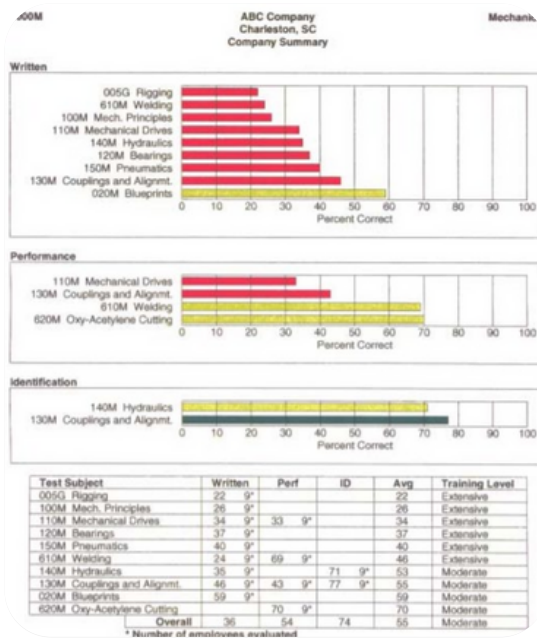 ABC Company
Charleston, SC
Company Summary
Written
005G Rigging
610M Welding
100M Mech. Principles
110M Mechanical Drives
140M Hydraulics
120M Bearings
150M Pneumatics
130M Couplings and Alignmt.
020M Blueprints
0 10 20 30 40 50 60 70 80 90 100
Percent Correct
Performance
110M Mechanical Drives
130M Couplings and Alignmt.
610M Welding
620M Oxy-Acetylene Cutting
0 10 20 30 40 50 60 70 80 90 100
Percent Correct
Identification
140M Hydraulics
130M Couplings and Alignmt.
0 10 20 30 40 50 60 70 80 90 100
Percent Correct
Test Subject Written Perf ID Avg Training Level
005G Rigging 22 9* 22 Extensive
100M Mech. Principles 26 9* 26 Extensive
110M Mechanical Drives 34 9* 33 9* 34 Extensive
120M Bearings 37 9* 37 Extensive
150M Pneumatics 40 9* 40 Extensive
610M Welding 24 9* 69 9* 46 Extensive
140M Hydraulics 35 9* 71 9* 53 Moderate
130M Couplings and Alignmt. 46 9* 43 9* 77 9* 55 Moderate
020M Blueprints 59 9* 59 Moderate
620M Oxy-Acetylene Cutting 70 9* 70 Moderate
Overall 36 54 74 55 Moderate
* Number of employees evaluated